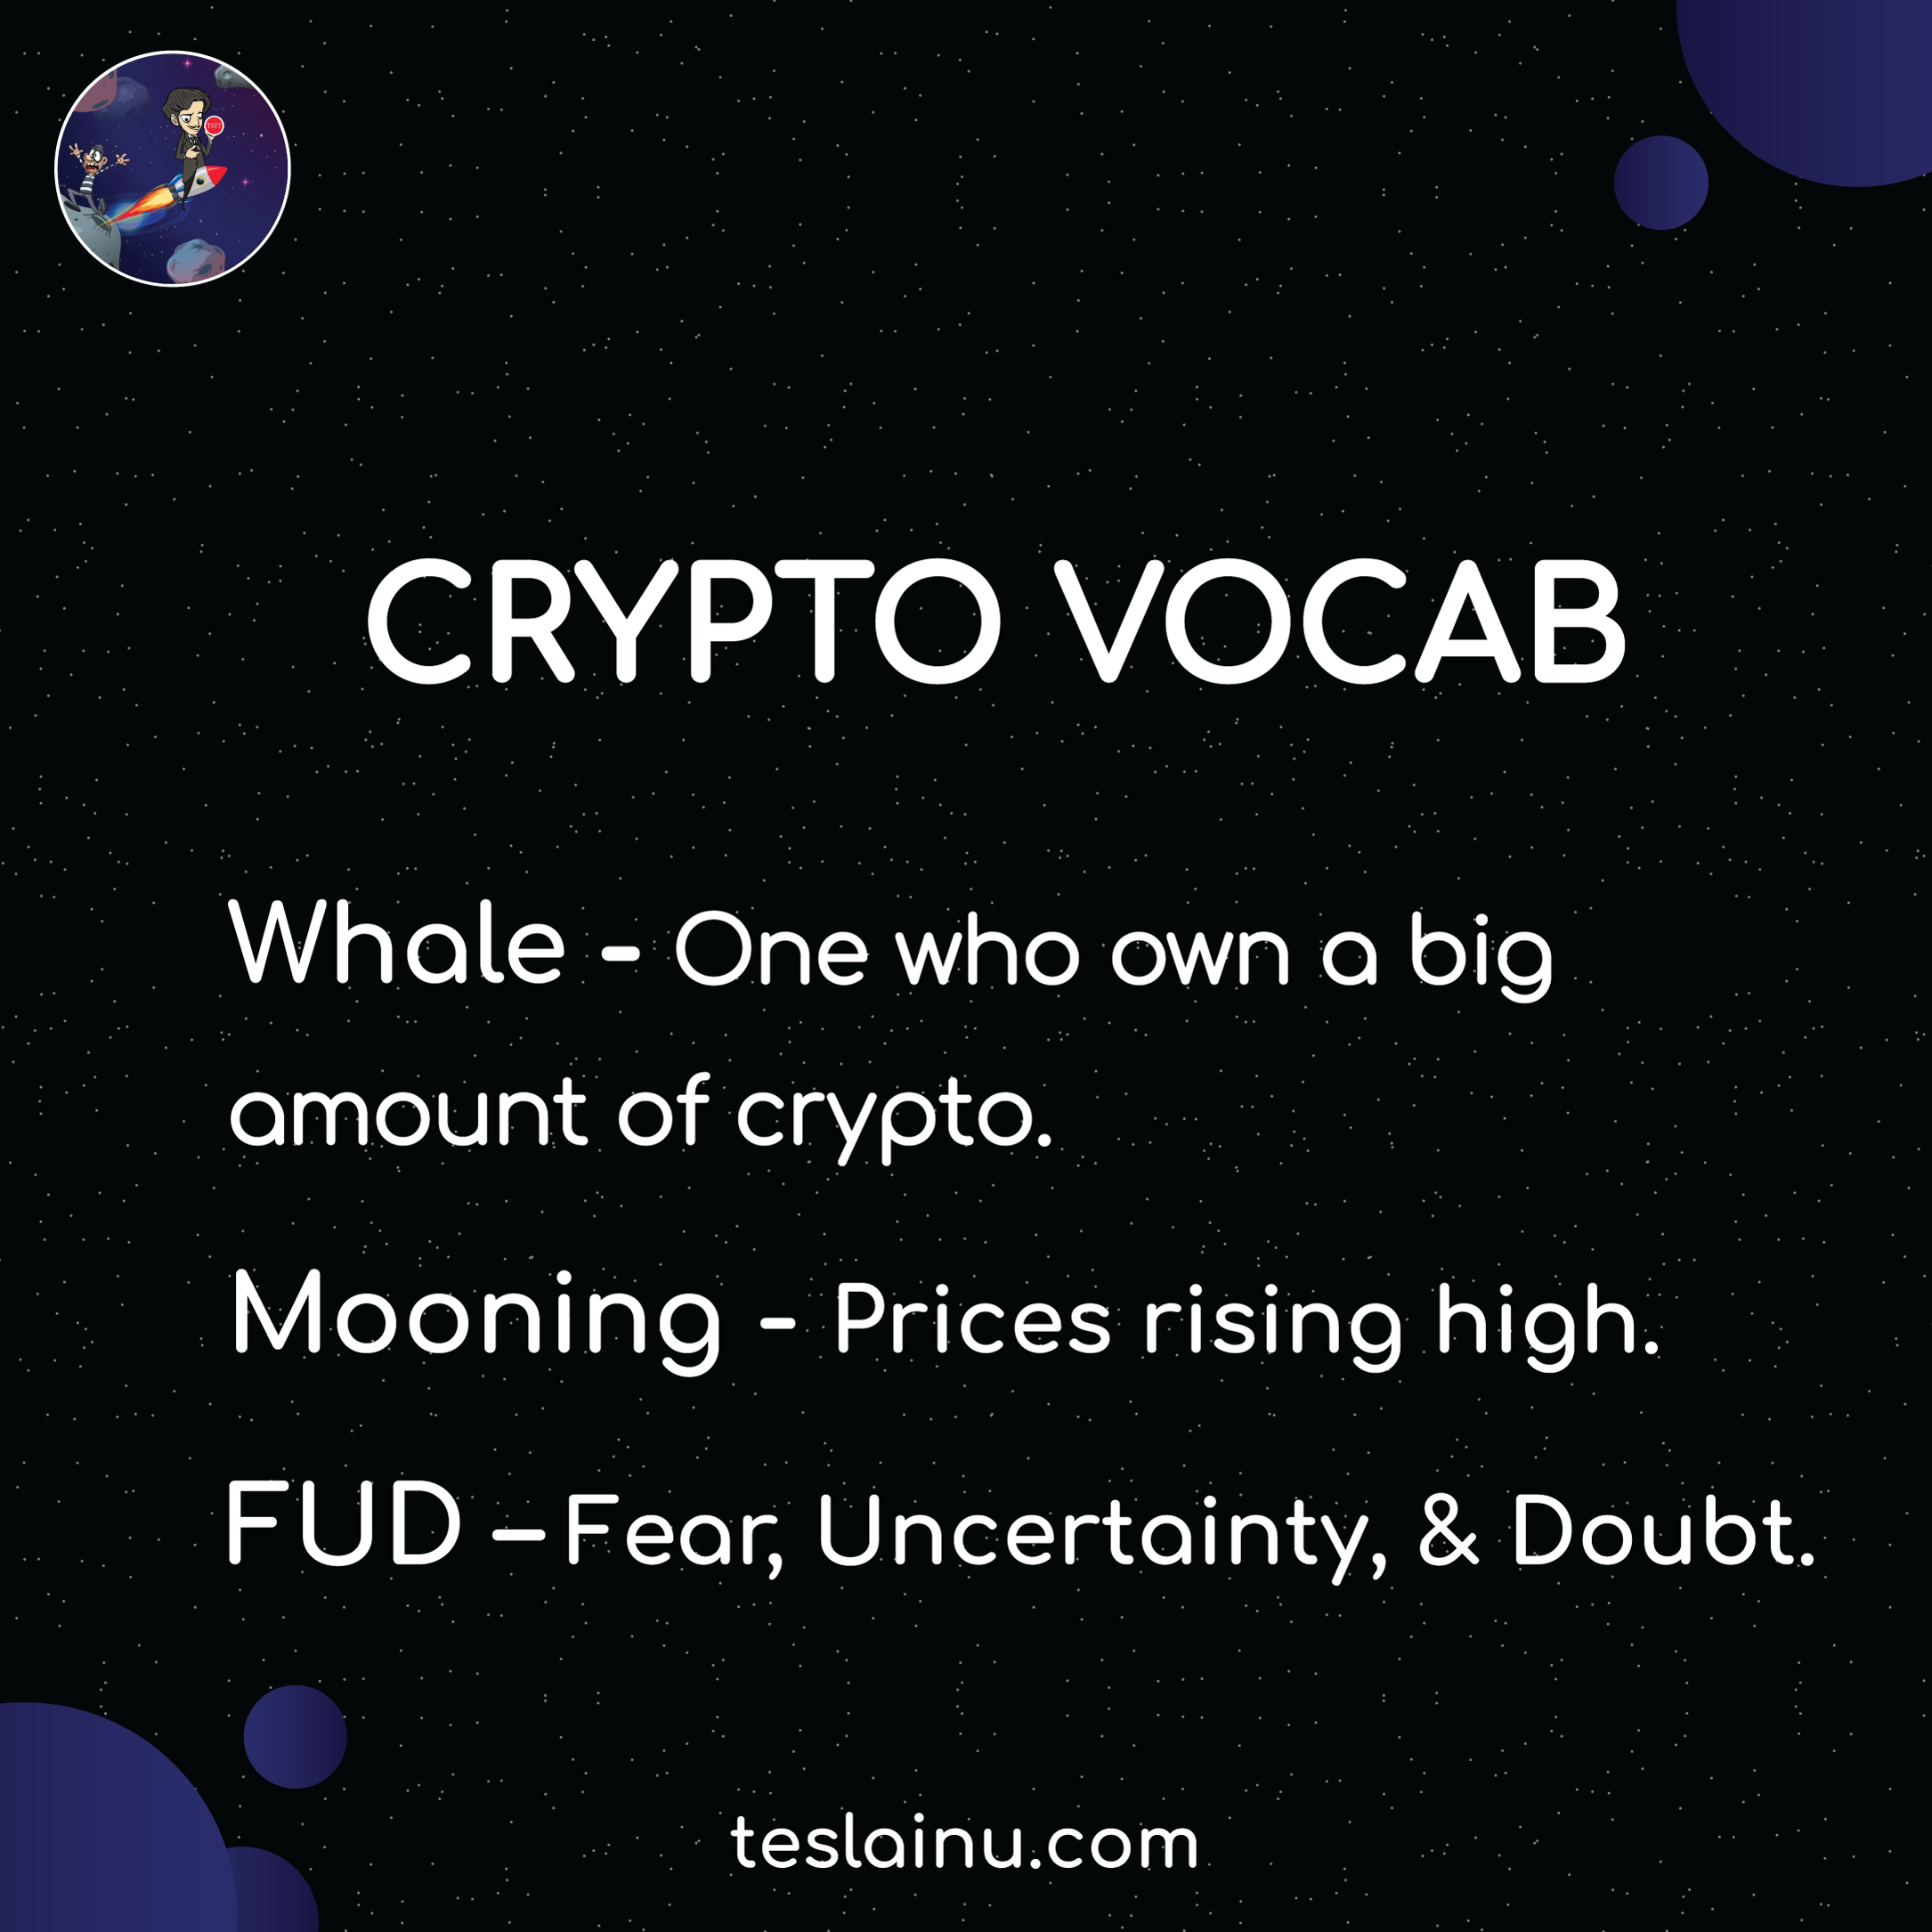 CRYPTO VOCAB
Whale - One who own a big
amount of crypto.
Mooning - Prices rising high.
FUD – Fear, Uncertainty, & Doubt.
teslainu.com